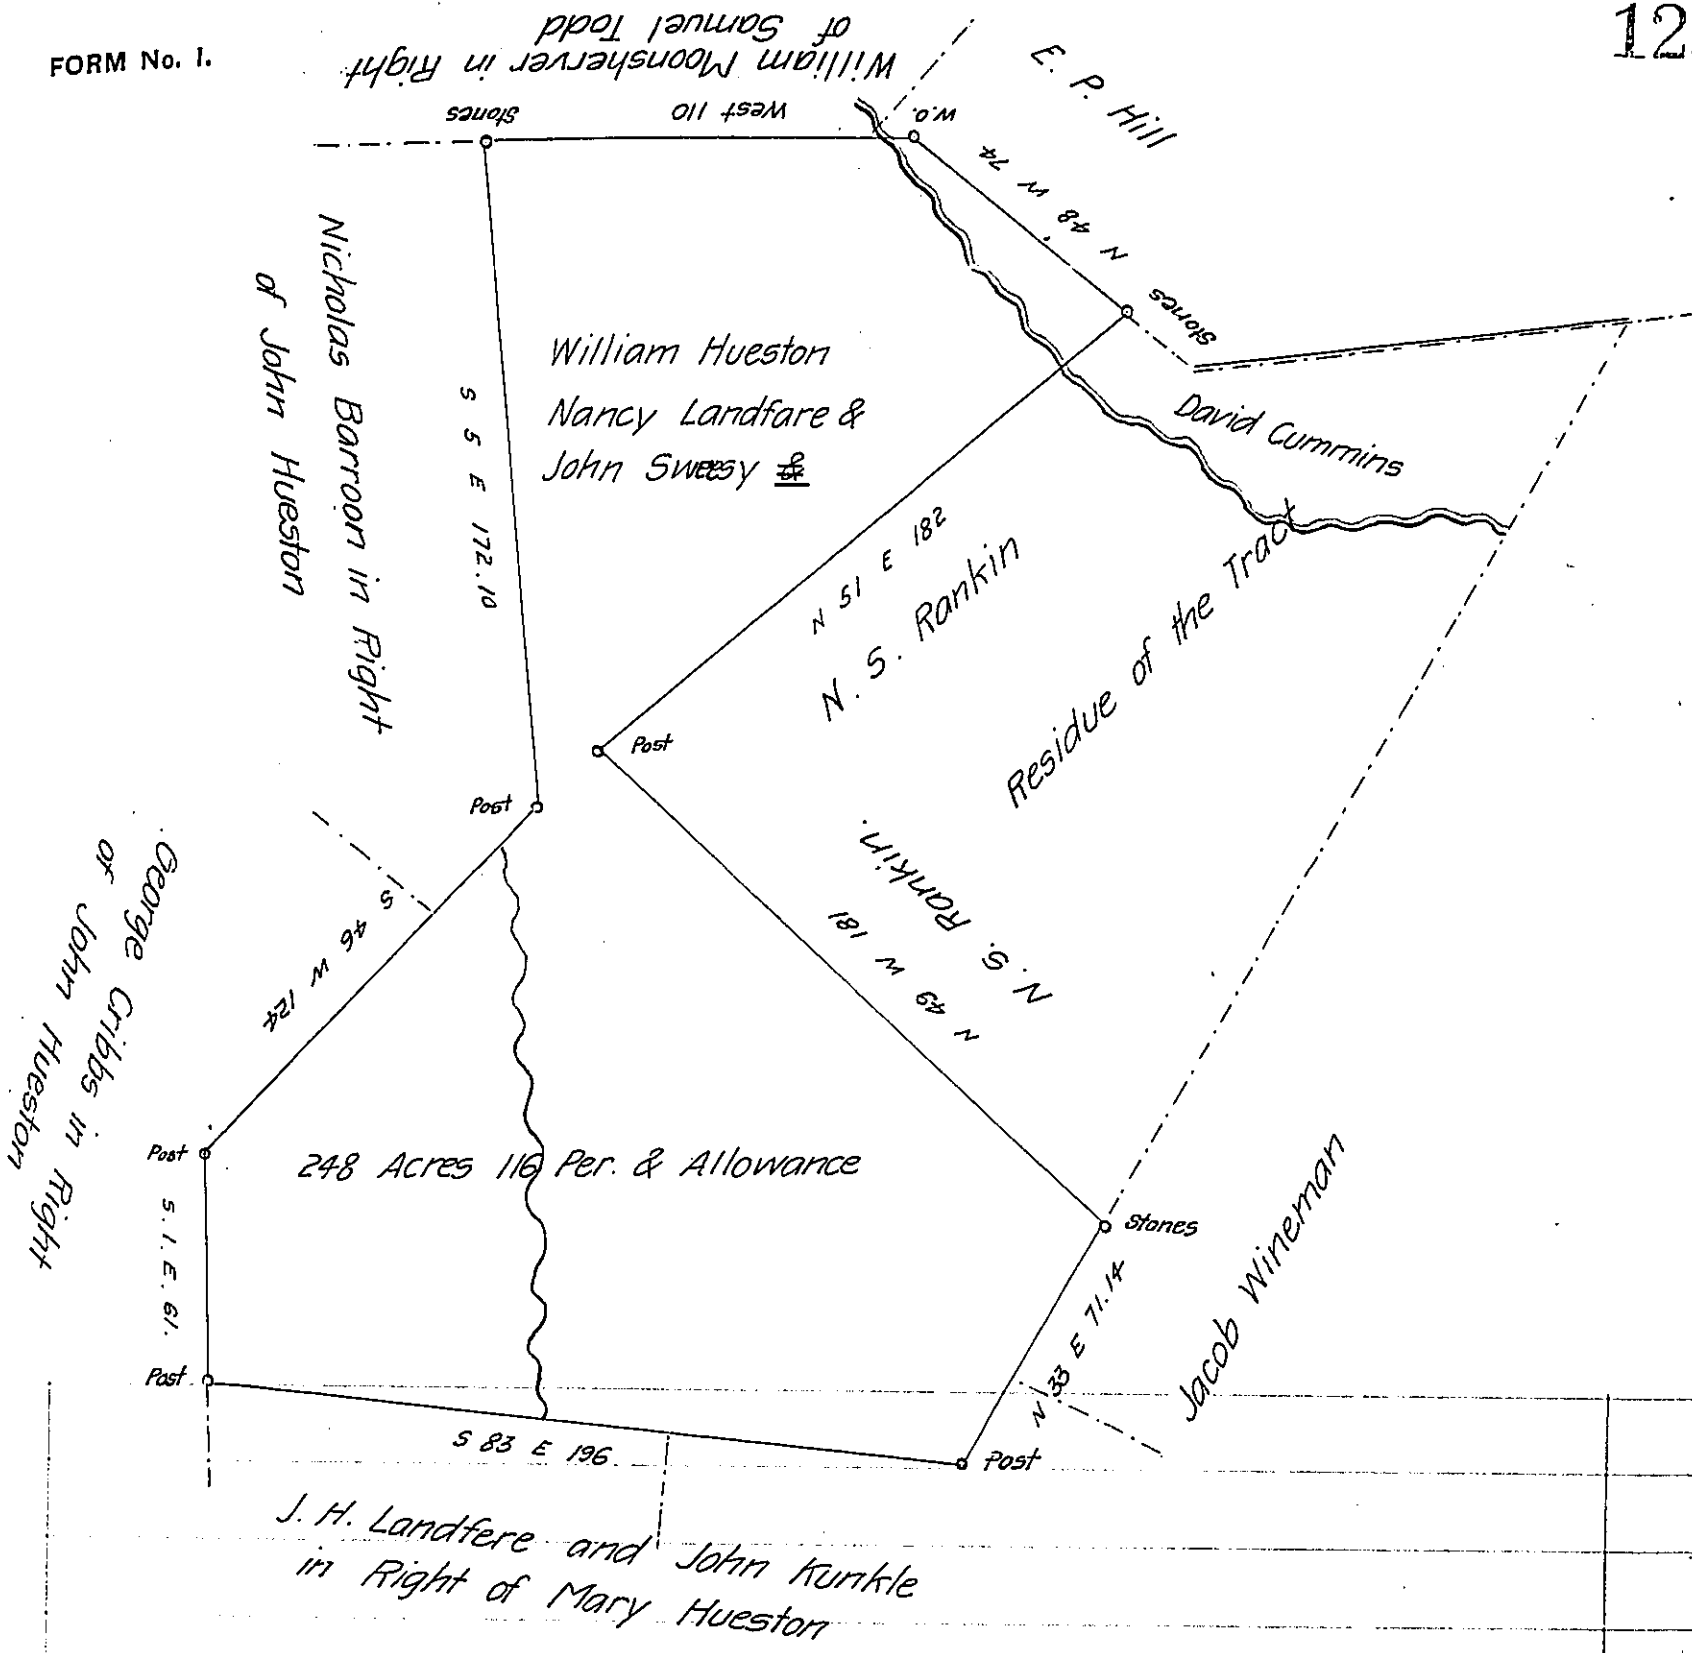 FORM No. 1.
12
William Moonsherver in Right
of Samuel Todd
E. P. Hill
Stones
West 110
W.O.
N 48 W 74
Stones
Nicholas Barroon in Right
of John Hueston
S 5 E 172.10
William Hueston
Nancy Landfare &
John Sweesy &
David Cummins
N 51 E 182
N. S. Rankin
Residue of the Tract
Post
Post
N. S. Rankin.
N 49 W 181
S 46 W 124
George Cribbs in Right
of John Hueston
Post
248 Acres 116 Per. & Allowance
S. 1. E. 61.
Stones
N 33 E 71.14
Jacob Wineman
Post
S 83 E 196
Post
J. H. Landfere and John Kunkle
in Right of Mary Hueston